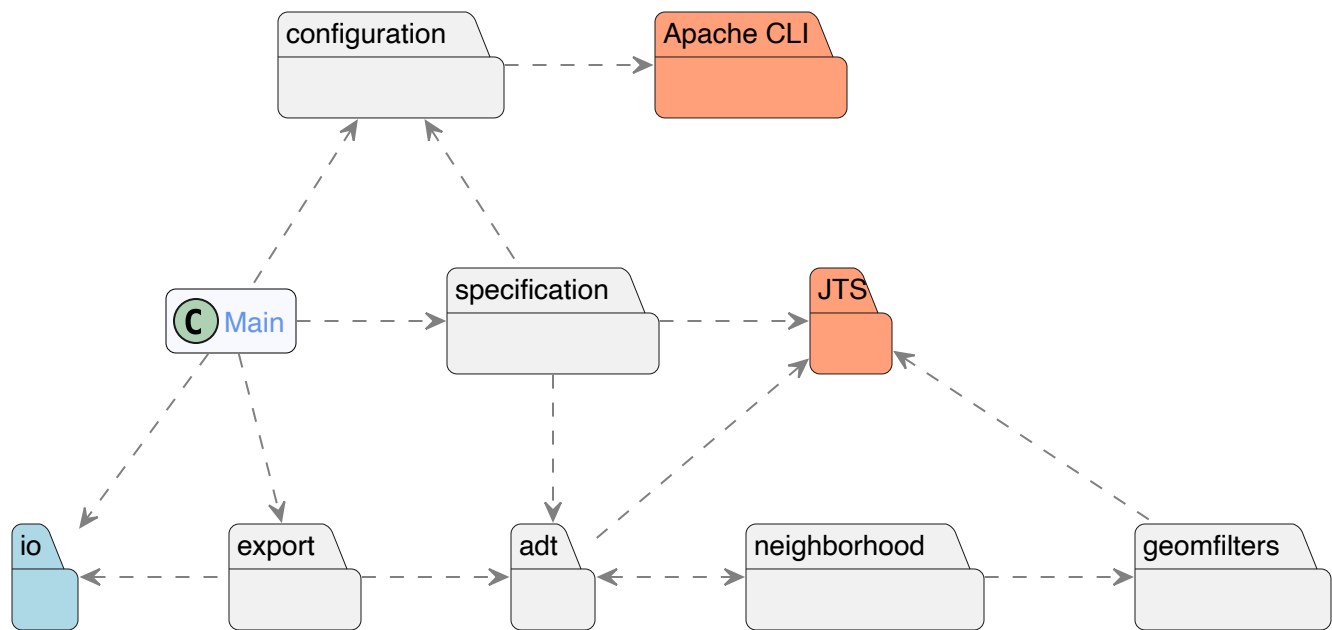 configuration
Apache CLI
specification
JTS
C
Main
io
export
adt
neighborhood
geomfilters